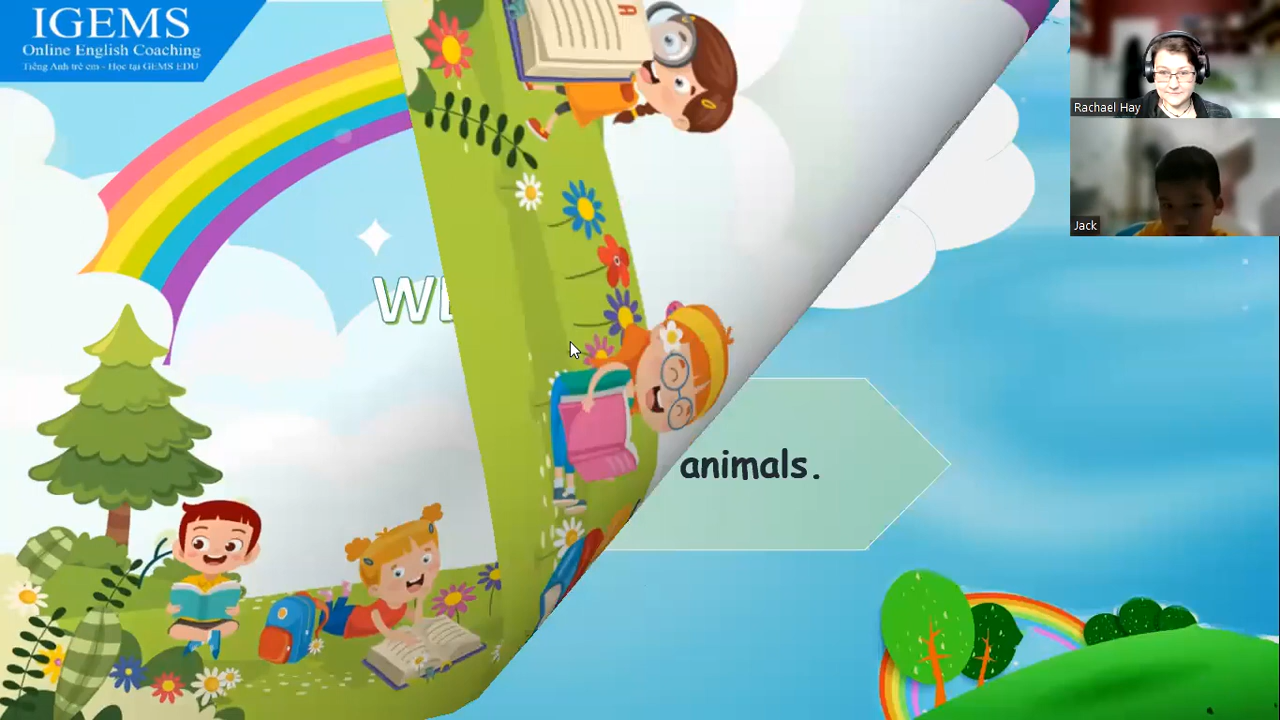 IGEMS
Online English Coaching
Tiếng Anh trẻ em - Học tại GEMS EDU
A
Rachael Hay
Jack
animals.